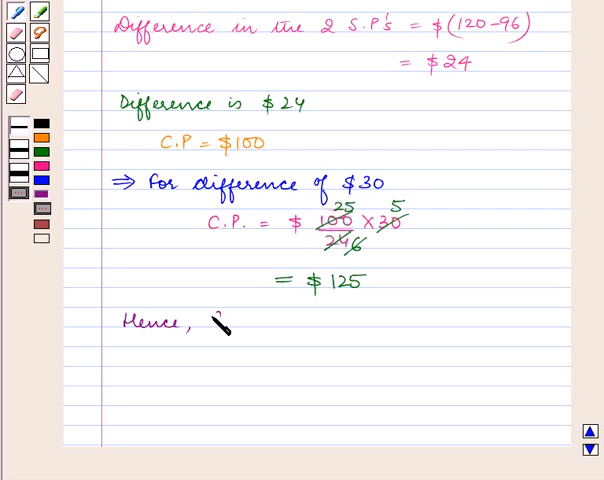 Difference in the 2 S.P's = $(120-96)
= $24
Difference is $24
C.P = $100
⇒ For difference of $30
25 5
C.P. = $ 100/24 × 30
6
= $125
Hence,